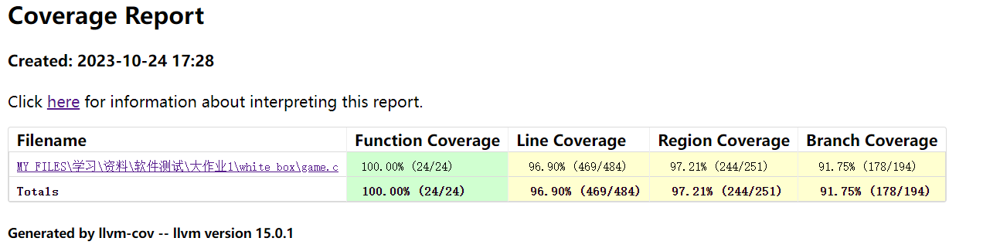 Coverage Report
Created: 2023-10-24 17:28
Click here for information about interpreting this report.
Filename Function Coverage Line Coverage Region Coverage Branch Coverage
MY FILES\学习\资料\软件测试\大作业1\white box\game.c 100.00% (24/24) 96.90% (469/484) 97.21% (244/251) 91.75% (178/194)
Totals 100.00% (24/24) 96.90% (469/484) 97.21% (244/251) 91.75% (178/194)
Generated by llvm-cov -- llvm version 15.0.1